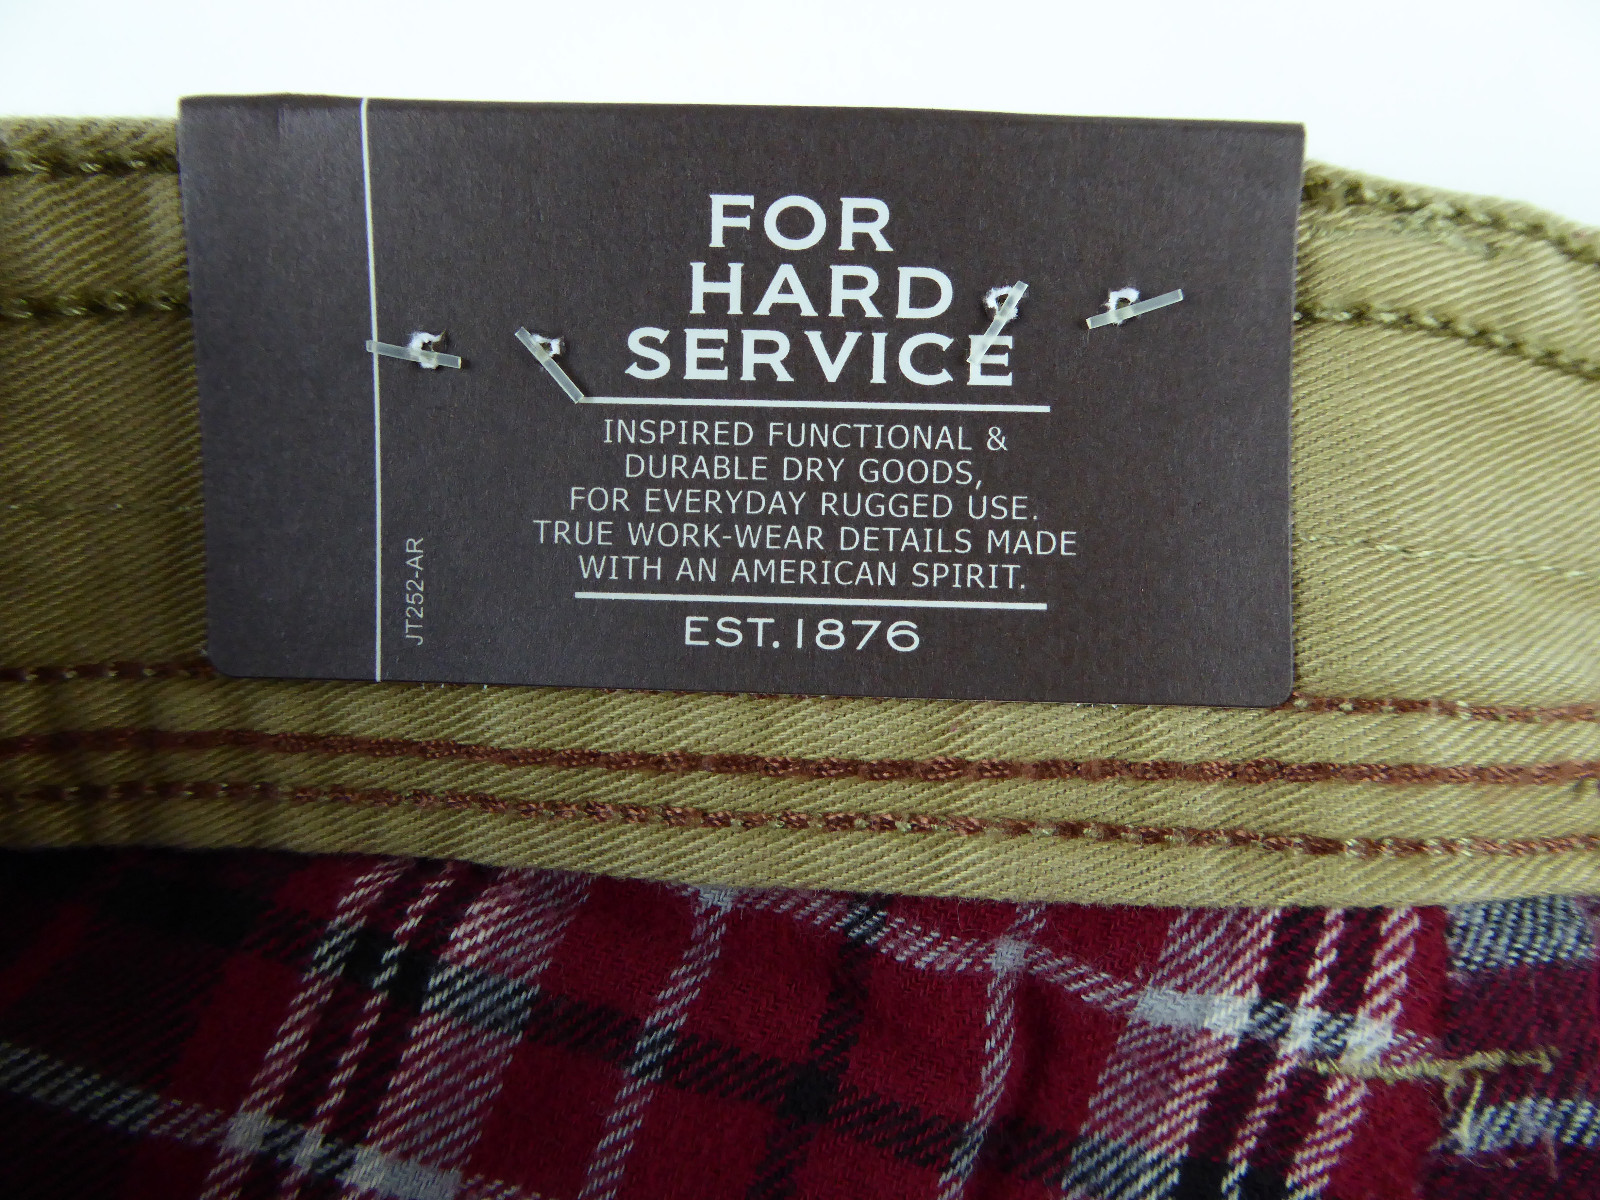 FOR
HARD
SERVICE
INSPIRED FUNCTIONAL &
DURABLE DRY GOODS,
FOR EVERYDAY RUGGED USE.
TRUE WORK-WEAR DETAILS MADE
WITH AN AMERICAN SPIRIT.
EST. 1876
JT252-AR